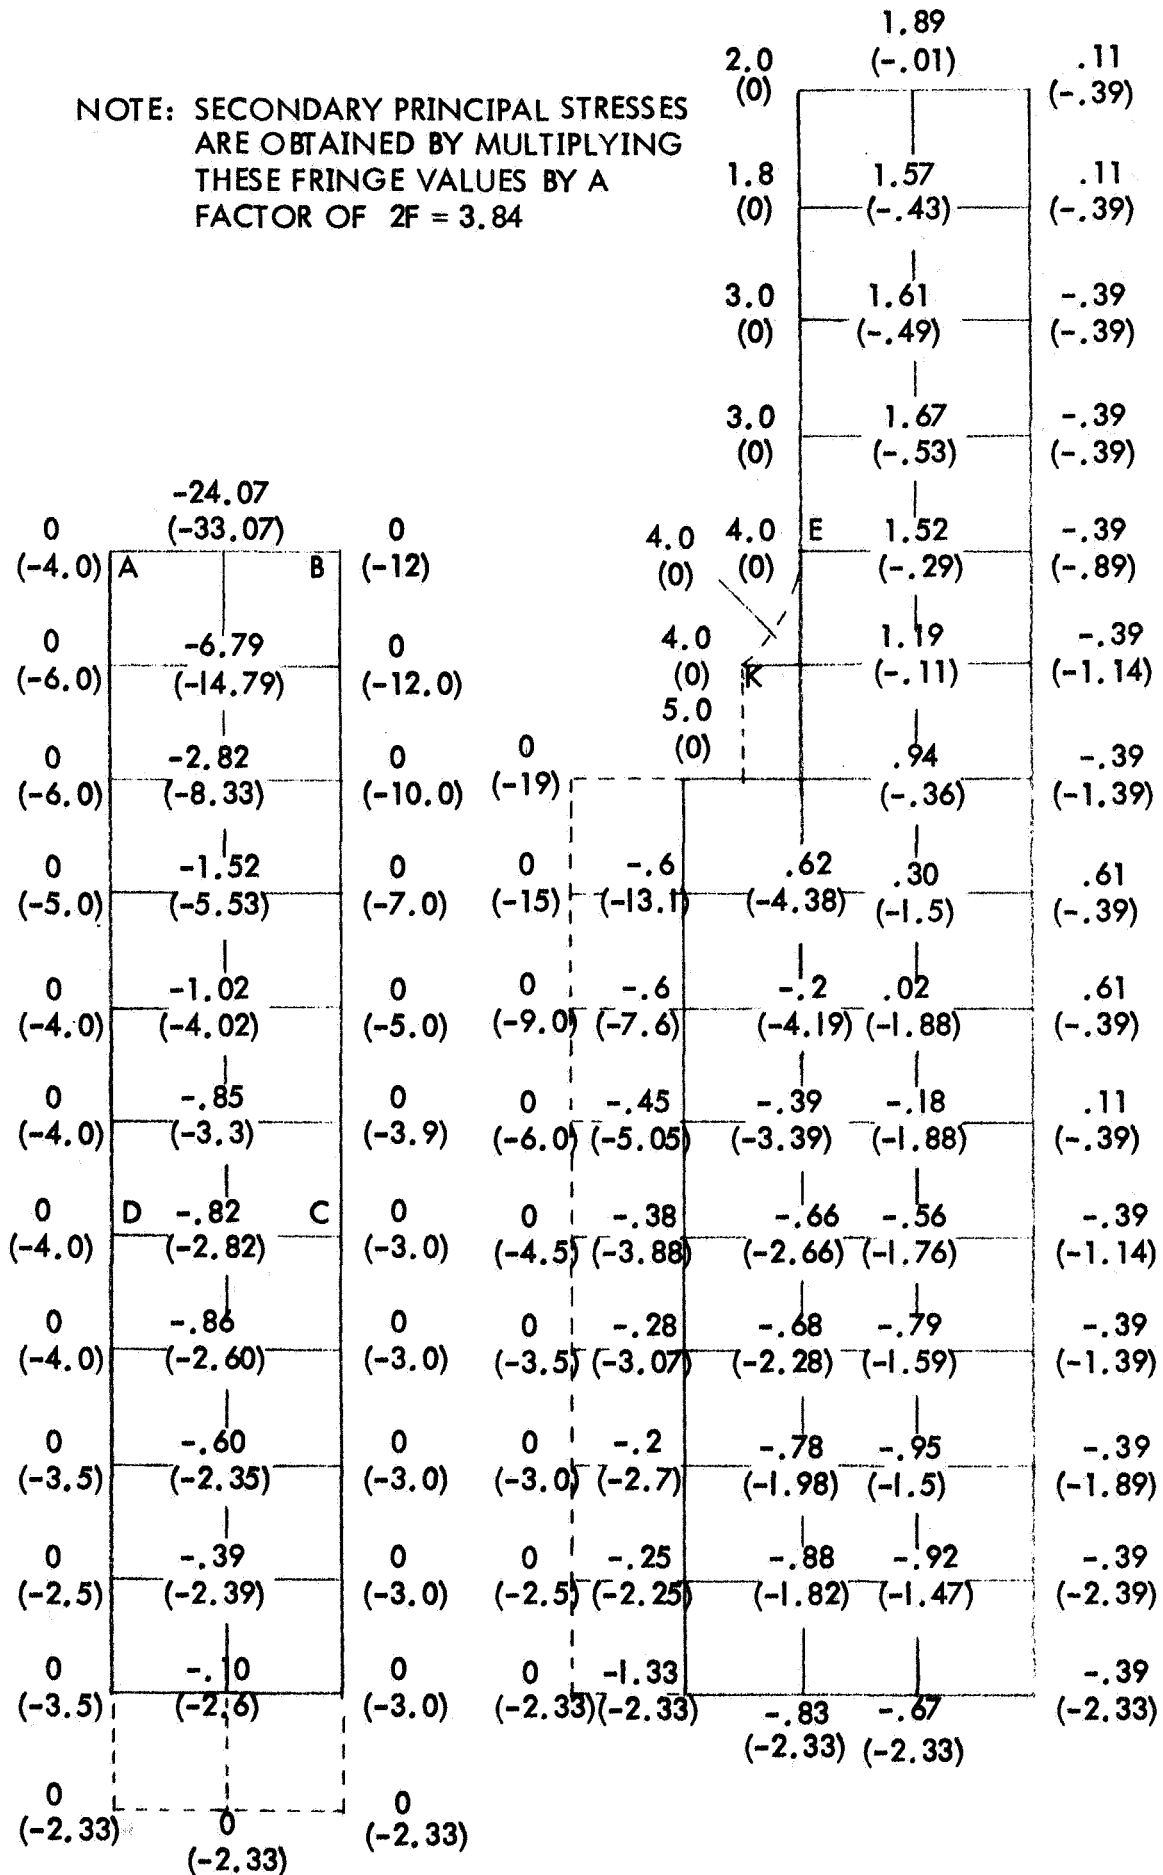 1.89
2.0 (-.01) .11
(0) (-.39)
NOTE: SECONDARY PRINCIPAL STRESSES
ARE OBTAINED BY MULTIPLYING
THESE FRINGE VALUES BY A
FACTOR OF 2F = 3.84
1.8 1.57 .11
(0) (-.43) (-.39)
3.0 1.61 -.39
(0) (-.49) (-.39)
3.0 1.67 -.39
(0) (-.53) (-.39)
-24.07
0 (-33.07) 0 4.0 4.0 E 1.52 -.39
(-4.0) A B (-12) (0) (0) (-.29) (-.89)
0 -6.79 0 4.0 1.19 -.39
(-6.0) (-14.79) (-12.0) (0) K (-.11) (-1.14)
5.0
0 -2.82 0 0 (0) .94 -.39
(-6.0) (-8.33) (-10.0) (-19) (-.36) (-1.39)
0 -1.52 0 0 -.6 .62 .30 .61
(-5.0) (-5.53) (-7.0) (-15) (-13.1) (-4.38) (-1.5) (-.39)
0 -1.02 0 0 -.6 -.2 .02 .61
(-4.0) (-4.02) (-5.0) (-9.0) (-7.6) (-4.19) (-1.88) (-.39)
0 -.85 0 0 -.45 -.39 -.18 .11
(-4.0) (-3.3) (-3.9) (-6.0) (-5.05) (-3.39) (-1.88) (-.39)
0 D -.82 C 0 0 -.38 -.66 -.56 -.39
(-4.0) (-2.82) (-3.0) (-4.5) (-3.88) (-2.66) (-1.76) (-1.14)
0 -.86 0 0 -.28 -.68 -.79 -.39
(-4.0) (-2.60) (-3.0) (-3.5) (-3.07) (-2.28) (-1.59) (-1.39)
0 -.60 0 0 -.2 -.78 -.95 -.39
(-3.5) (-2.35) (-3.0) (-3.0) (-2.7) (-1.98) (-1.5) (-1.89)
0 -.39 0 0 -.25 -.88 -.92 -.39
(-2.5) (-2.39) (-3.0) (-2.5) (-2.25) (-1.82) (-1.47) (-2.39)
0 -.10 0 0 -1.33 -.83 -.67 -.39
(-3.5) (-2.6) (-3.0) (-2.33) (-2.33) (-2.33) (-2.33) (-2.33)
0 0 0
(-2.33) (-2.33) (-2.33)